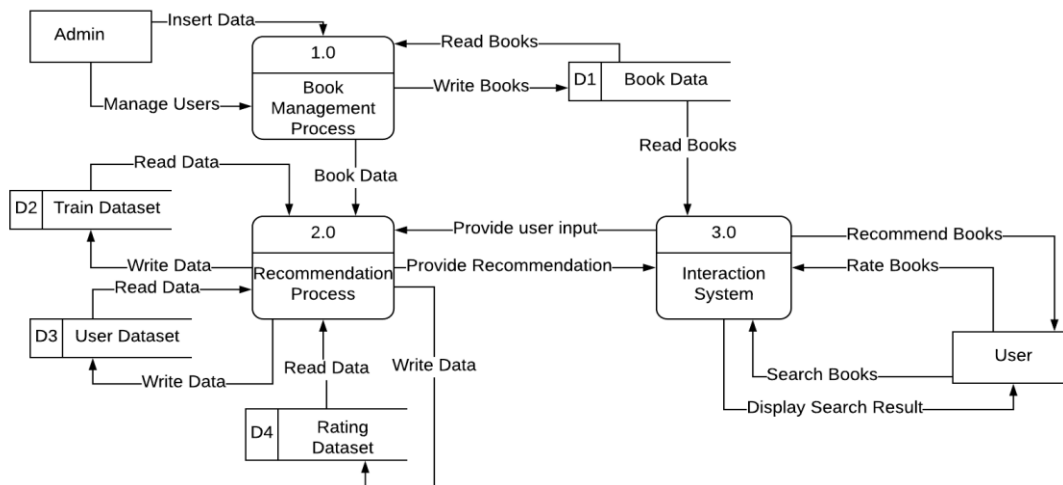 Admin
Insert Data
1.0
Read Books
D1
Book Data
Write Books
Manage Users
Book
Management
Process
Read Data
Book Data
Read Books
D2
Train Dataset
2.0
Provide user input
3.0
Recommend Books
Write Data
Recommendation
Process
Provide Recommendation
Interaction
System
Rate Books
Read Data
D3
User Dataset
User
Write Data
Read Data
Write Data
Search Books
Display Search Result
D4
Rating
Dataset